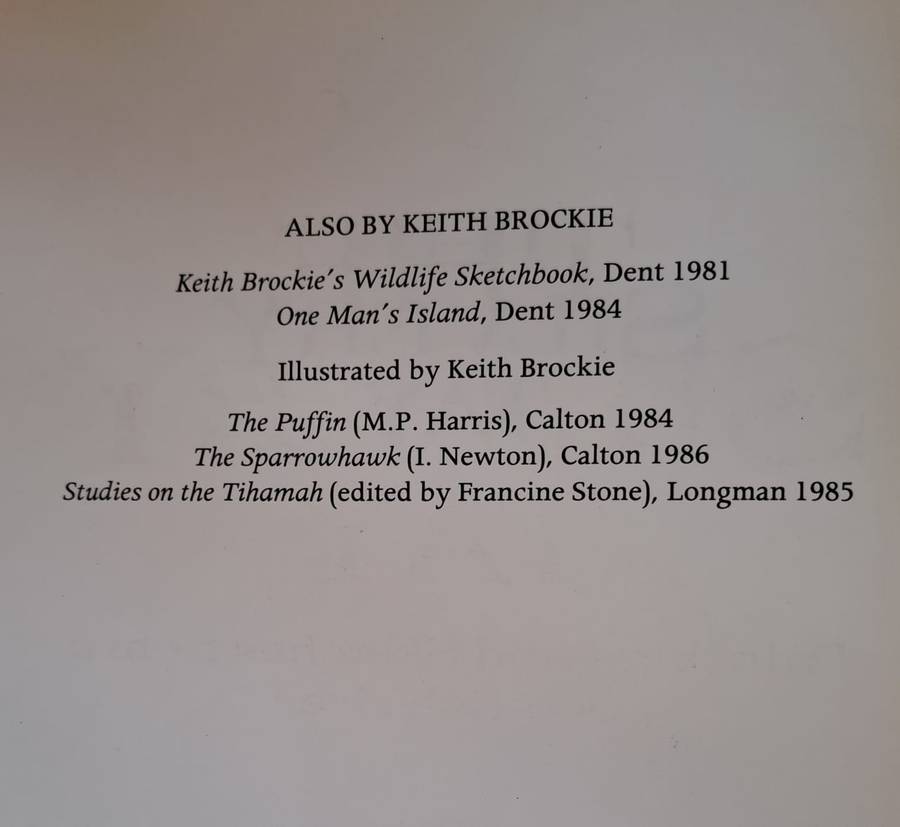 ALSO BY KEITH BROCKIE
Keith Brockie's Wildlife Sketchbook, Dent 1981
One Man's Island, Dent 1984
Illustrated by Keith Brockie
The Puffin (M.P. Harris), Calton 1984
The Sparrowhawk (I. Newton), Calton 1986
Studies on the Tihamah (edited by Francine Stone), Longman 1985